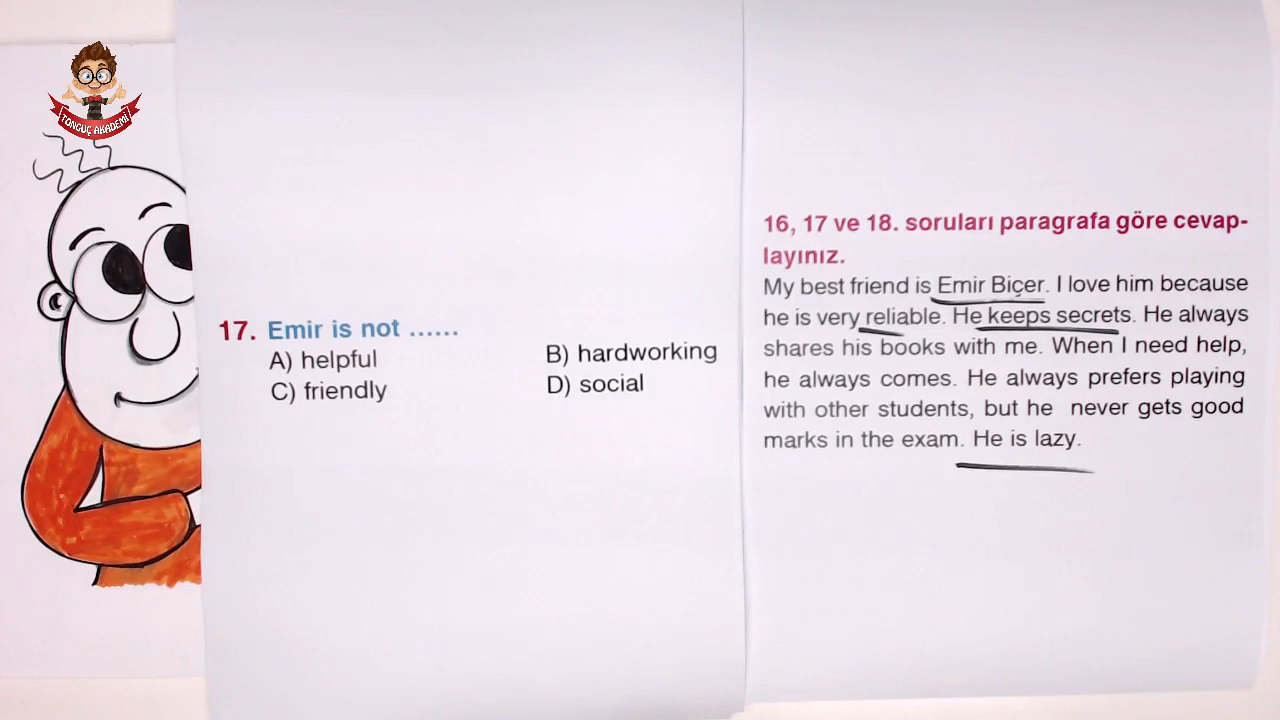 TONGUÇ AKADEMİ
17. Emir is not ......
A) helpful
B) hardworking
C) friendly
D) social
16, 17 ve 18. soruları paragrafa göre cevap-
layınız.
My best friend is Emir Biçer. I love him because
he is very reliable. He keeps secrets. He always
shares his books with me. When I need help,
he always comes. He always prefers playing
with other students, but he never gets good
marks in the exam. He is lazy.